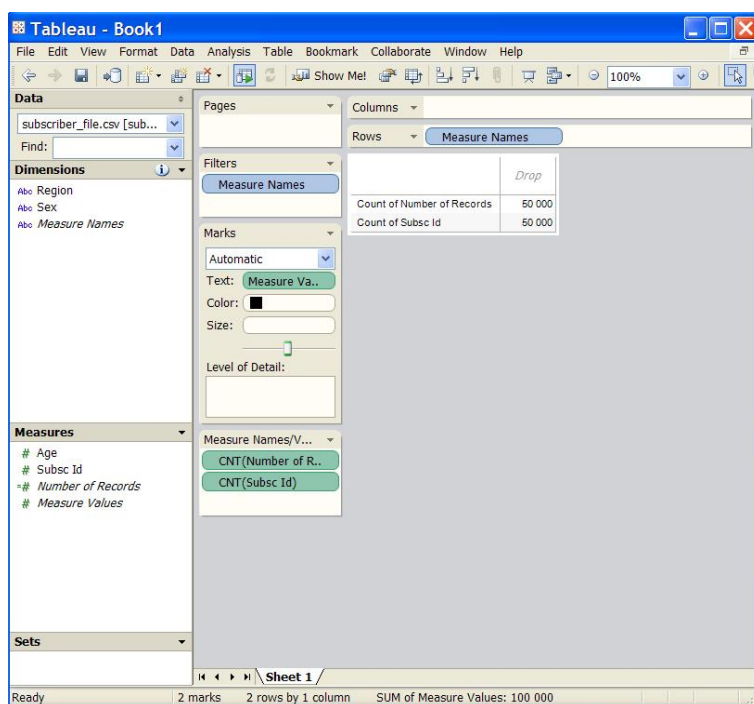 Tableau - Book1
File Edit View Format Data Analysis Table Bookmark Collaborate Window Help
Show Me! 100%
Data
subscriber_file.csv [sub...
Find:
Dimensions
Abc Region
Abc Sex
Abc Measure Names
Measures
# Age
# Subsc Id
=# Number of Records
# Measure Values
Sets
Pages
Filters
Measure Names
Marks
Automatic
Text: Measure Va..
Color:
Size:
Level of Detail:
Measure Names/V...
CNT(Number of R..
CNT(Subsc Id)
Columns
Rows Measure Names
Drop
Count of Number of Records 50 000
Count of Subsc Id 50 000
Sheet 1
Ready 2 marks 2 rows by 1 column SUM of Measure Values: 100 000